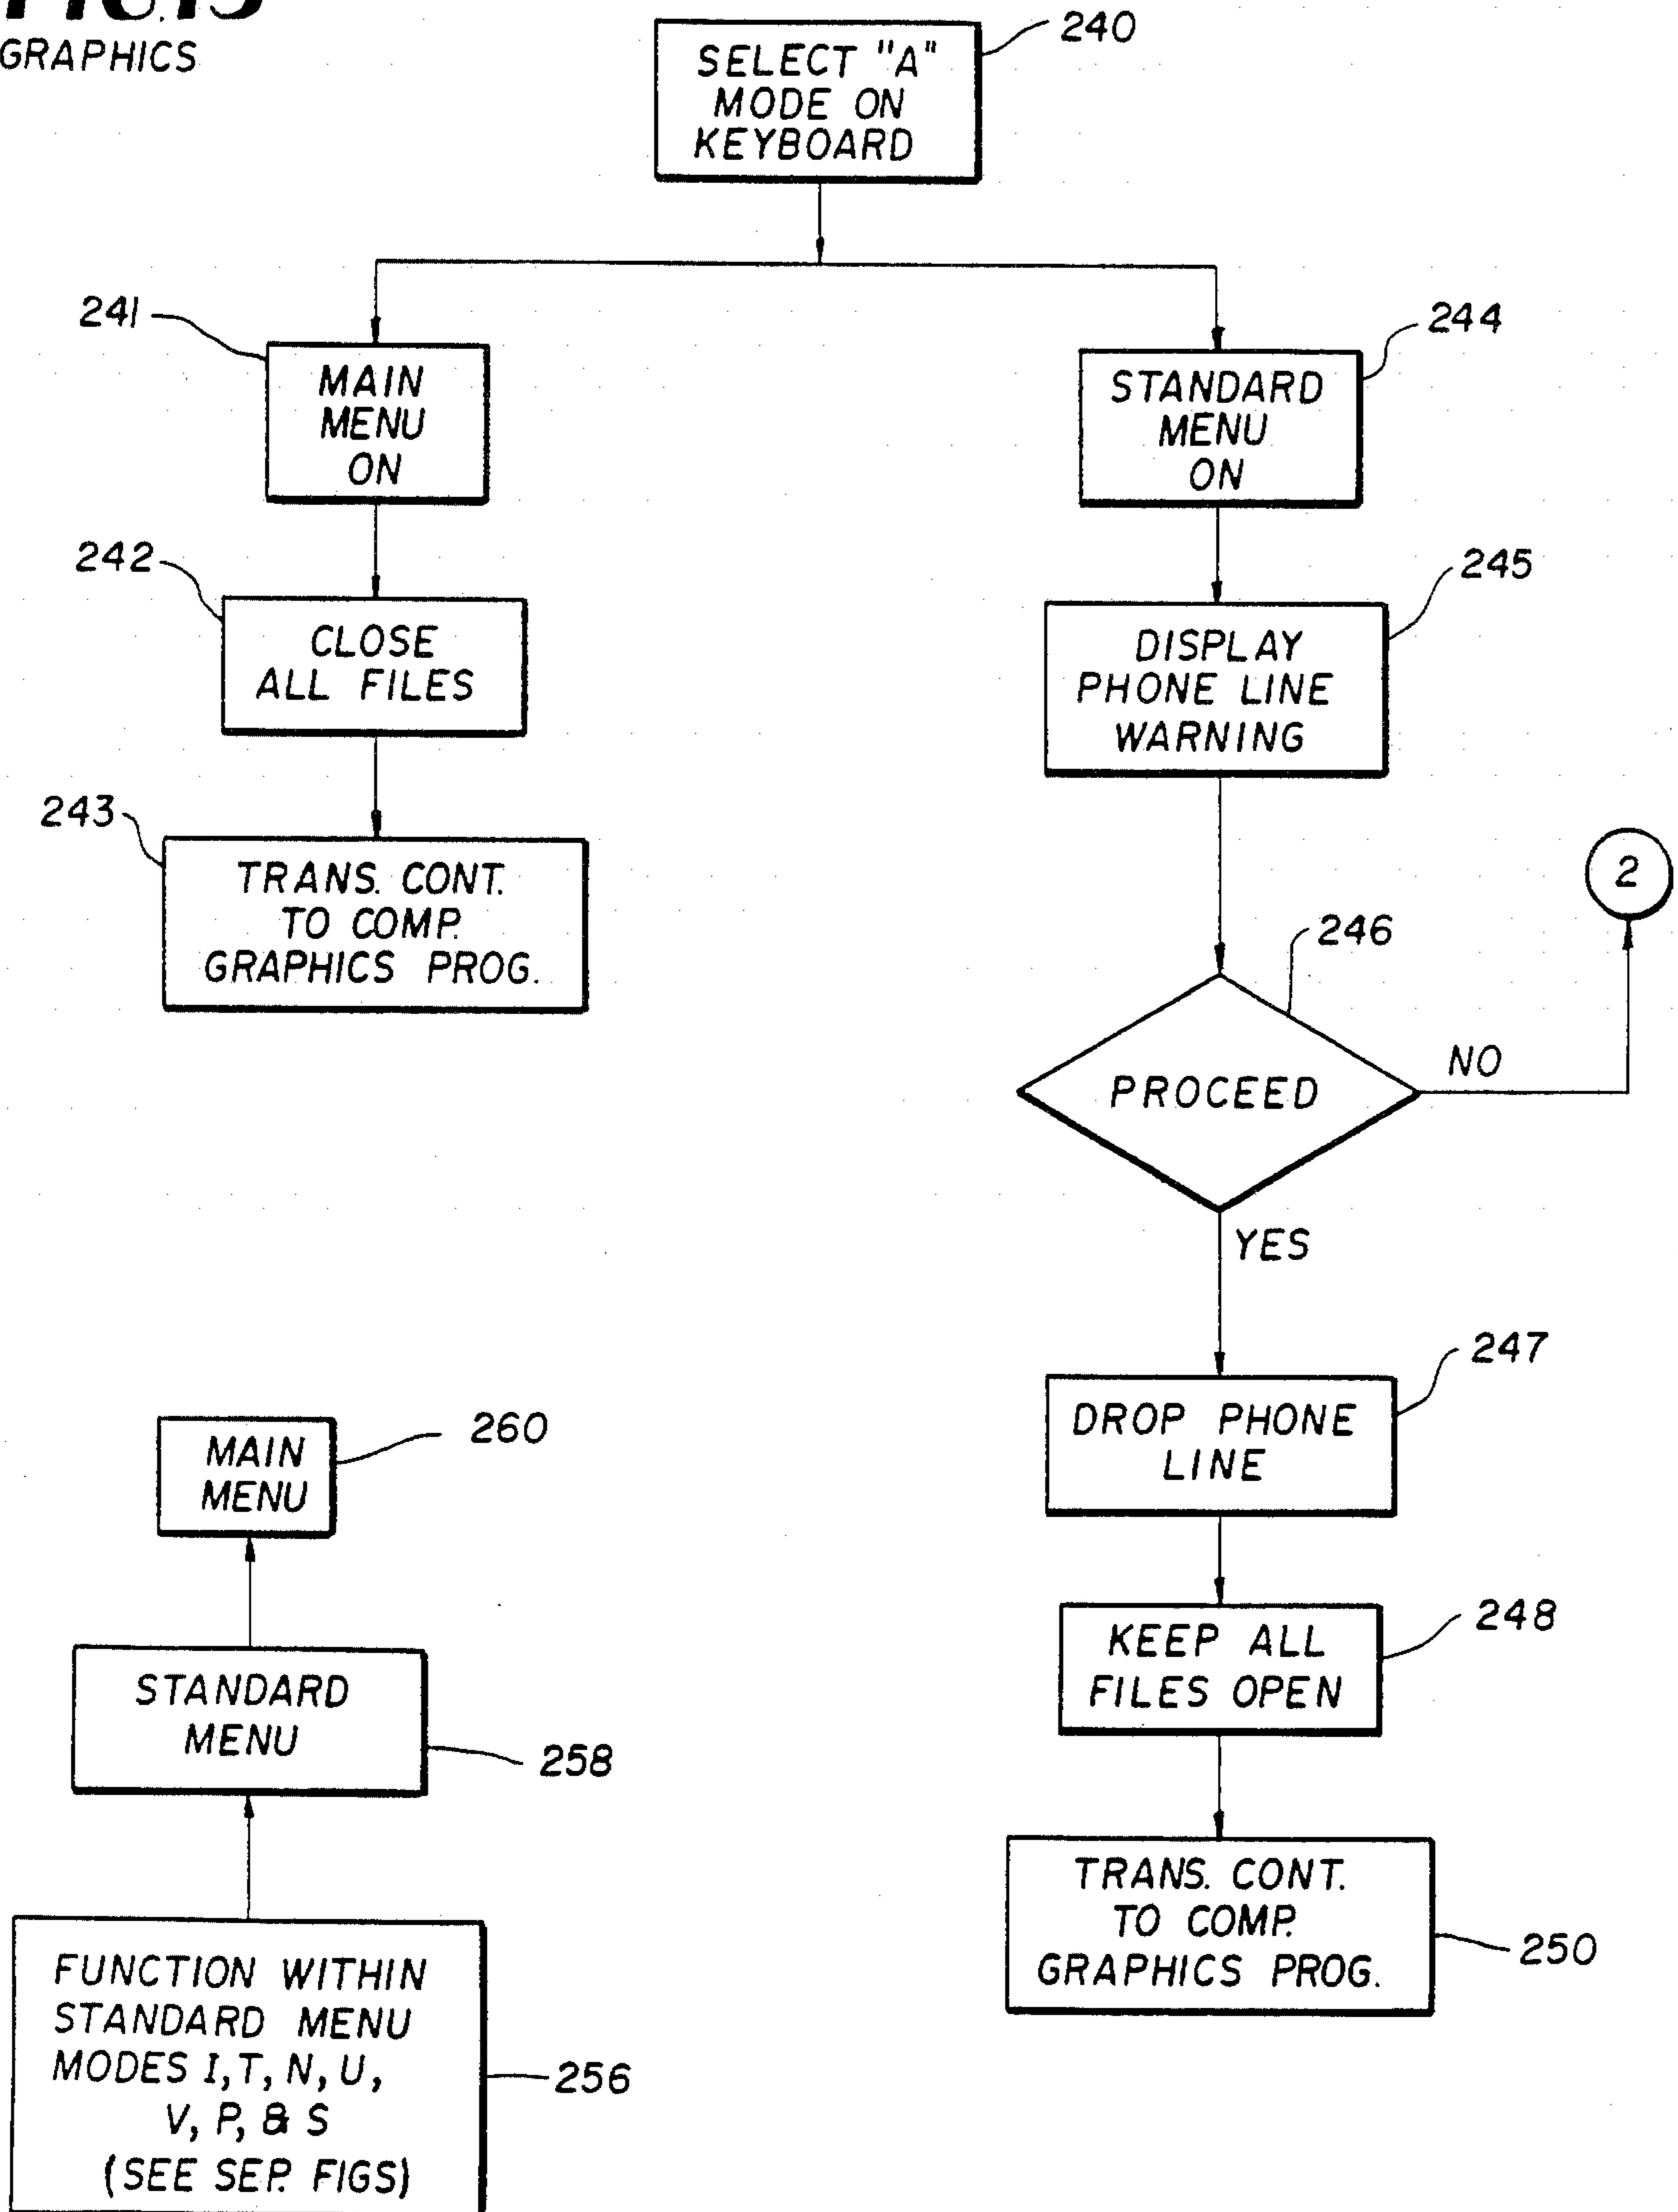 GRAPHICS
SELECT "A"
MODE ON
KEYBOARD
240
241
MAIN
MENU
ON
244
STANDARD
MENU
ON
242
CLOSE
ALL FILES
245
DISPLAY
PHONE LINE
WARNING
243
TRANS. CONT.
TO COMP.
GRAPHICS PROG.
2
246
PROCEED
NO
YES
247
DROP PHONE
LINE
248
KEEP ALL
FILES OPEN
TRANS. CONT.
TO COMP.
GRAPHICS PROG.
250
MAIN
MENU
260
STANDARD
MENU
258
FUNCTION WITHIN
STANDARD MENU
MODES I, T, N, U,
V, P, & S
(SEE SEP. FIGS)
256